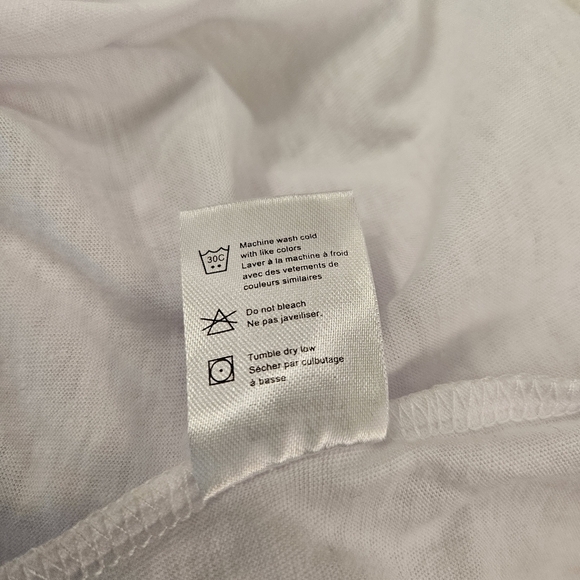 30C
Machine wash cold
with like colors
Laver à la machine à froid
avec des vetements de
couleurs similaires
Do not bleach
Ne pas javeiliser.
Tumble dry low
Sécher par culbutage
à basse